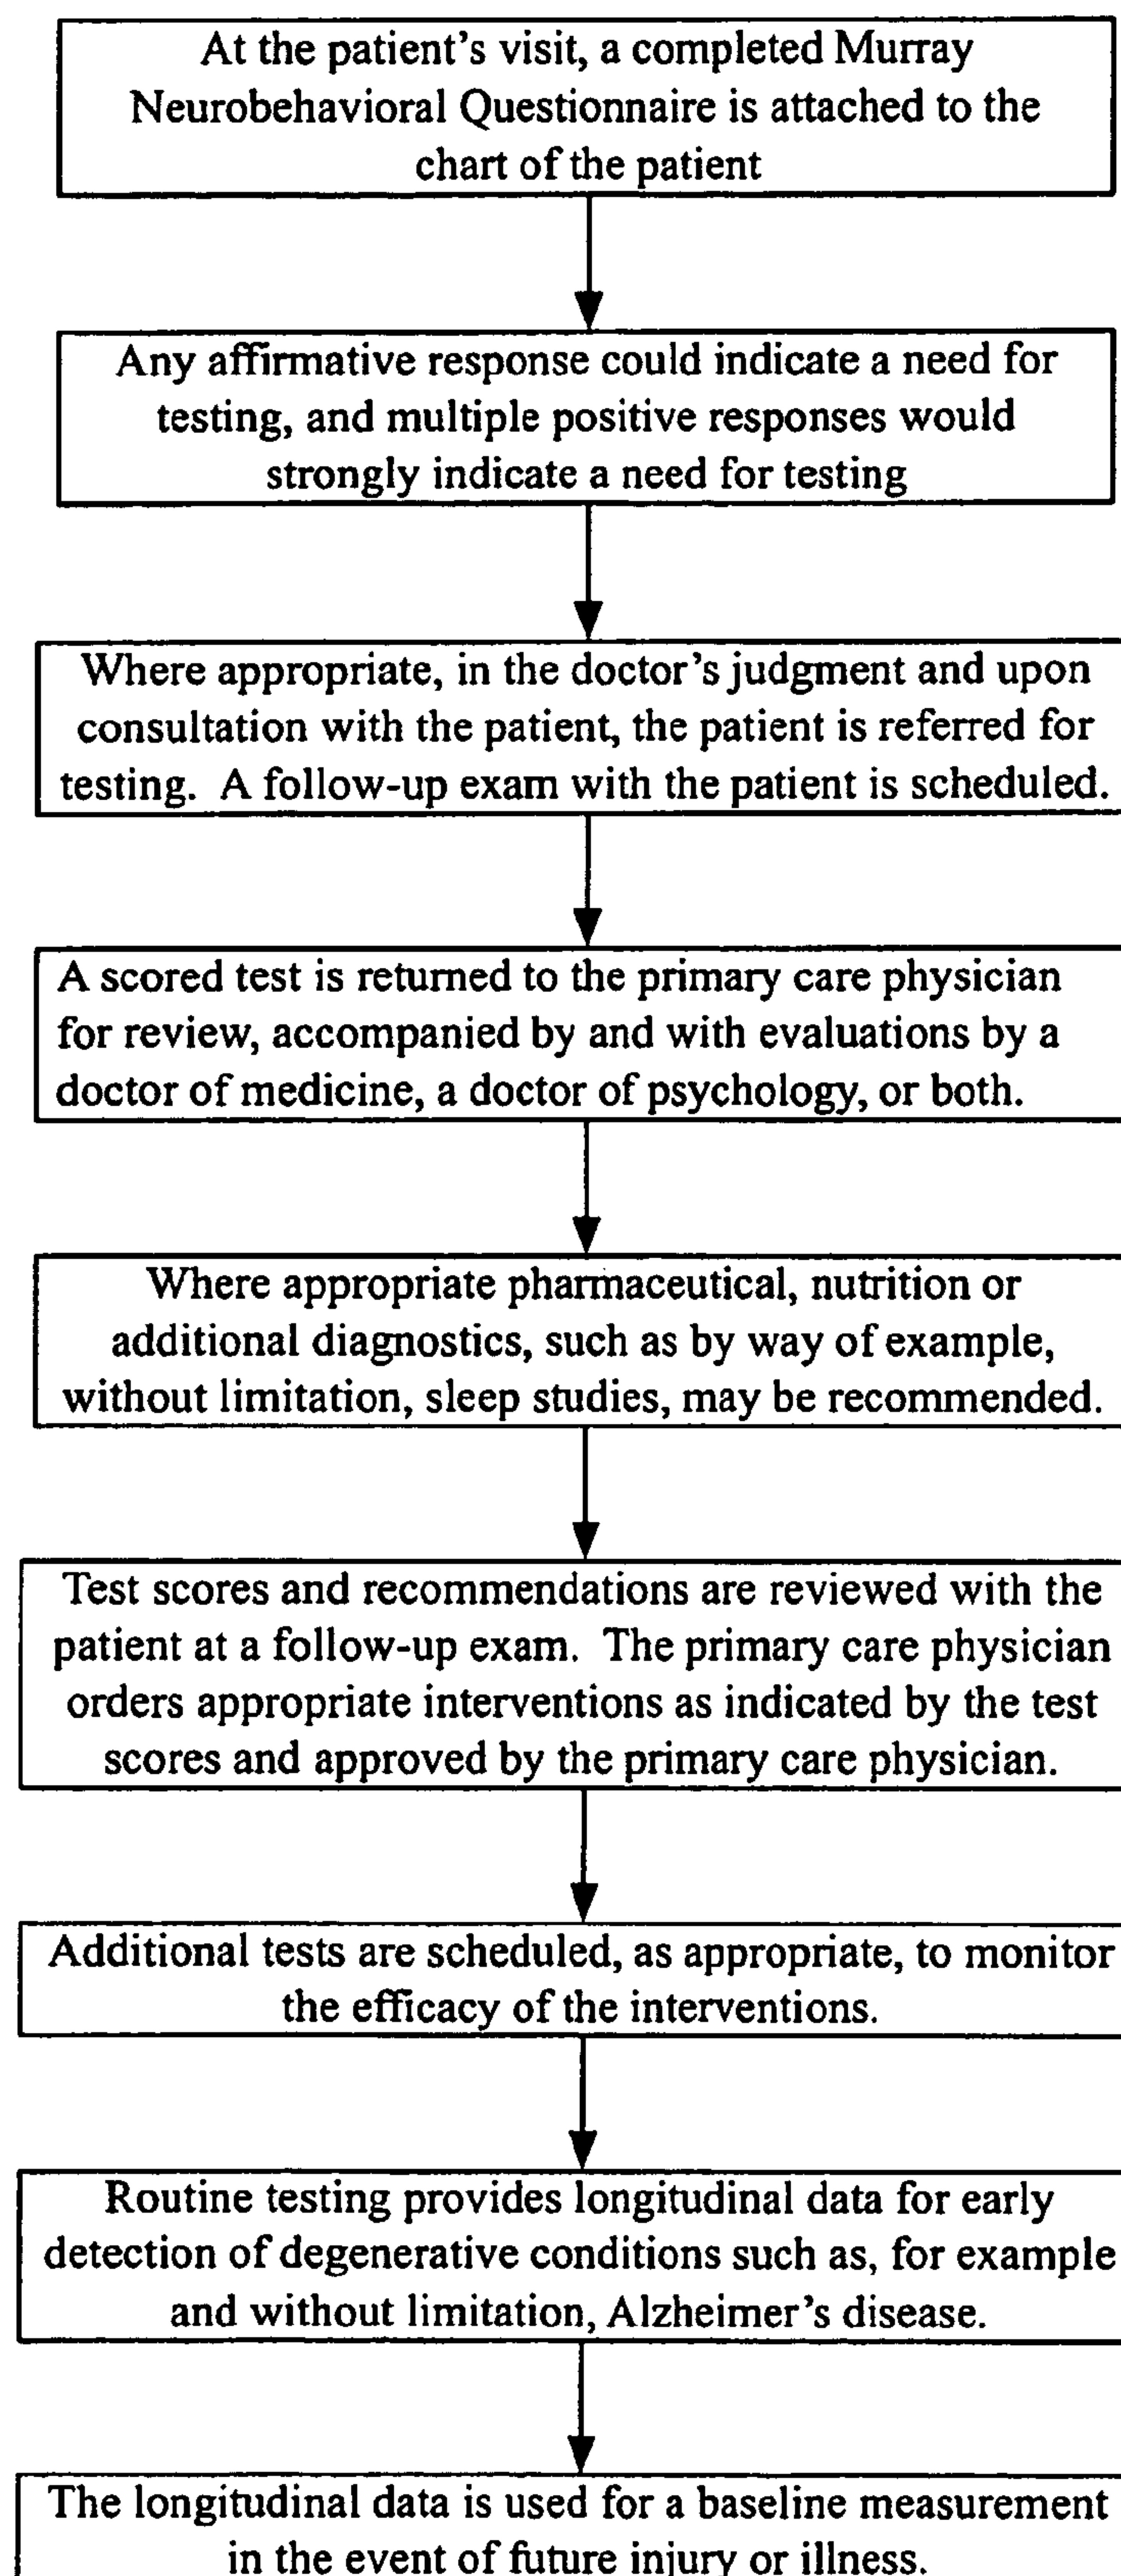 At the patient's visit, a completed Murray
Neurobehavioral Questionnaire is attached to the
chart of the patient
Any affirmative response could indicate a need for
testing, and multiple positive responses would
strongly indicate a need for testing
Where appropriate, in the doctor's judgment and upon
consultation with the patient, the patient is referred for
testing.  A follow-up exam with the patient is scheduled.
A scored test is returned to the primary care physician
for review, accompanied by and with evaluations by a
doctor of medicine, a doctor of psychology, or both.
Where appropriate pharmaceutical, nutrition or
additional diagnostics, such as by way of example,
without limitation, sleep studies, may be recommended.
Test scores and recommendations are reviewed with the
patient at a follow-up exam.  The primary care physician
orders appropriate interventions as indicated by the test
scores and approved by the primary care physician.
Additional tests are scheduled, as appropriate, to monitor
the efficacy of the interventions.
Routine testing provides longitudinal data for early
detection of degenerative conditions such as, for example
and without limitation, Alzheimer's disease.
The longitudinal data is used for a baseline measurement
in the event of future injury or illness.